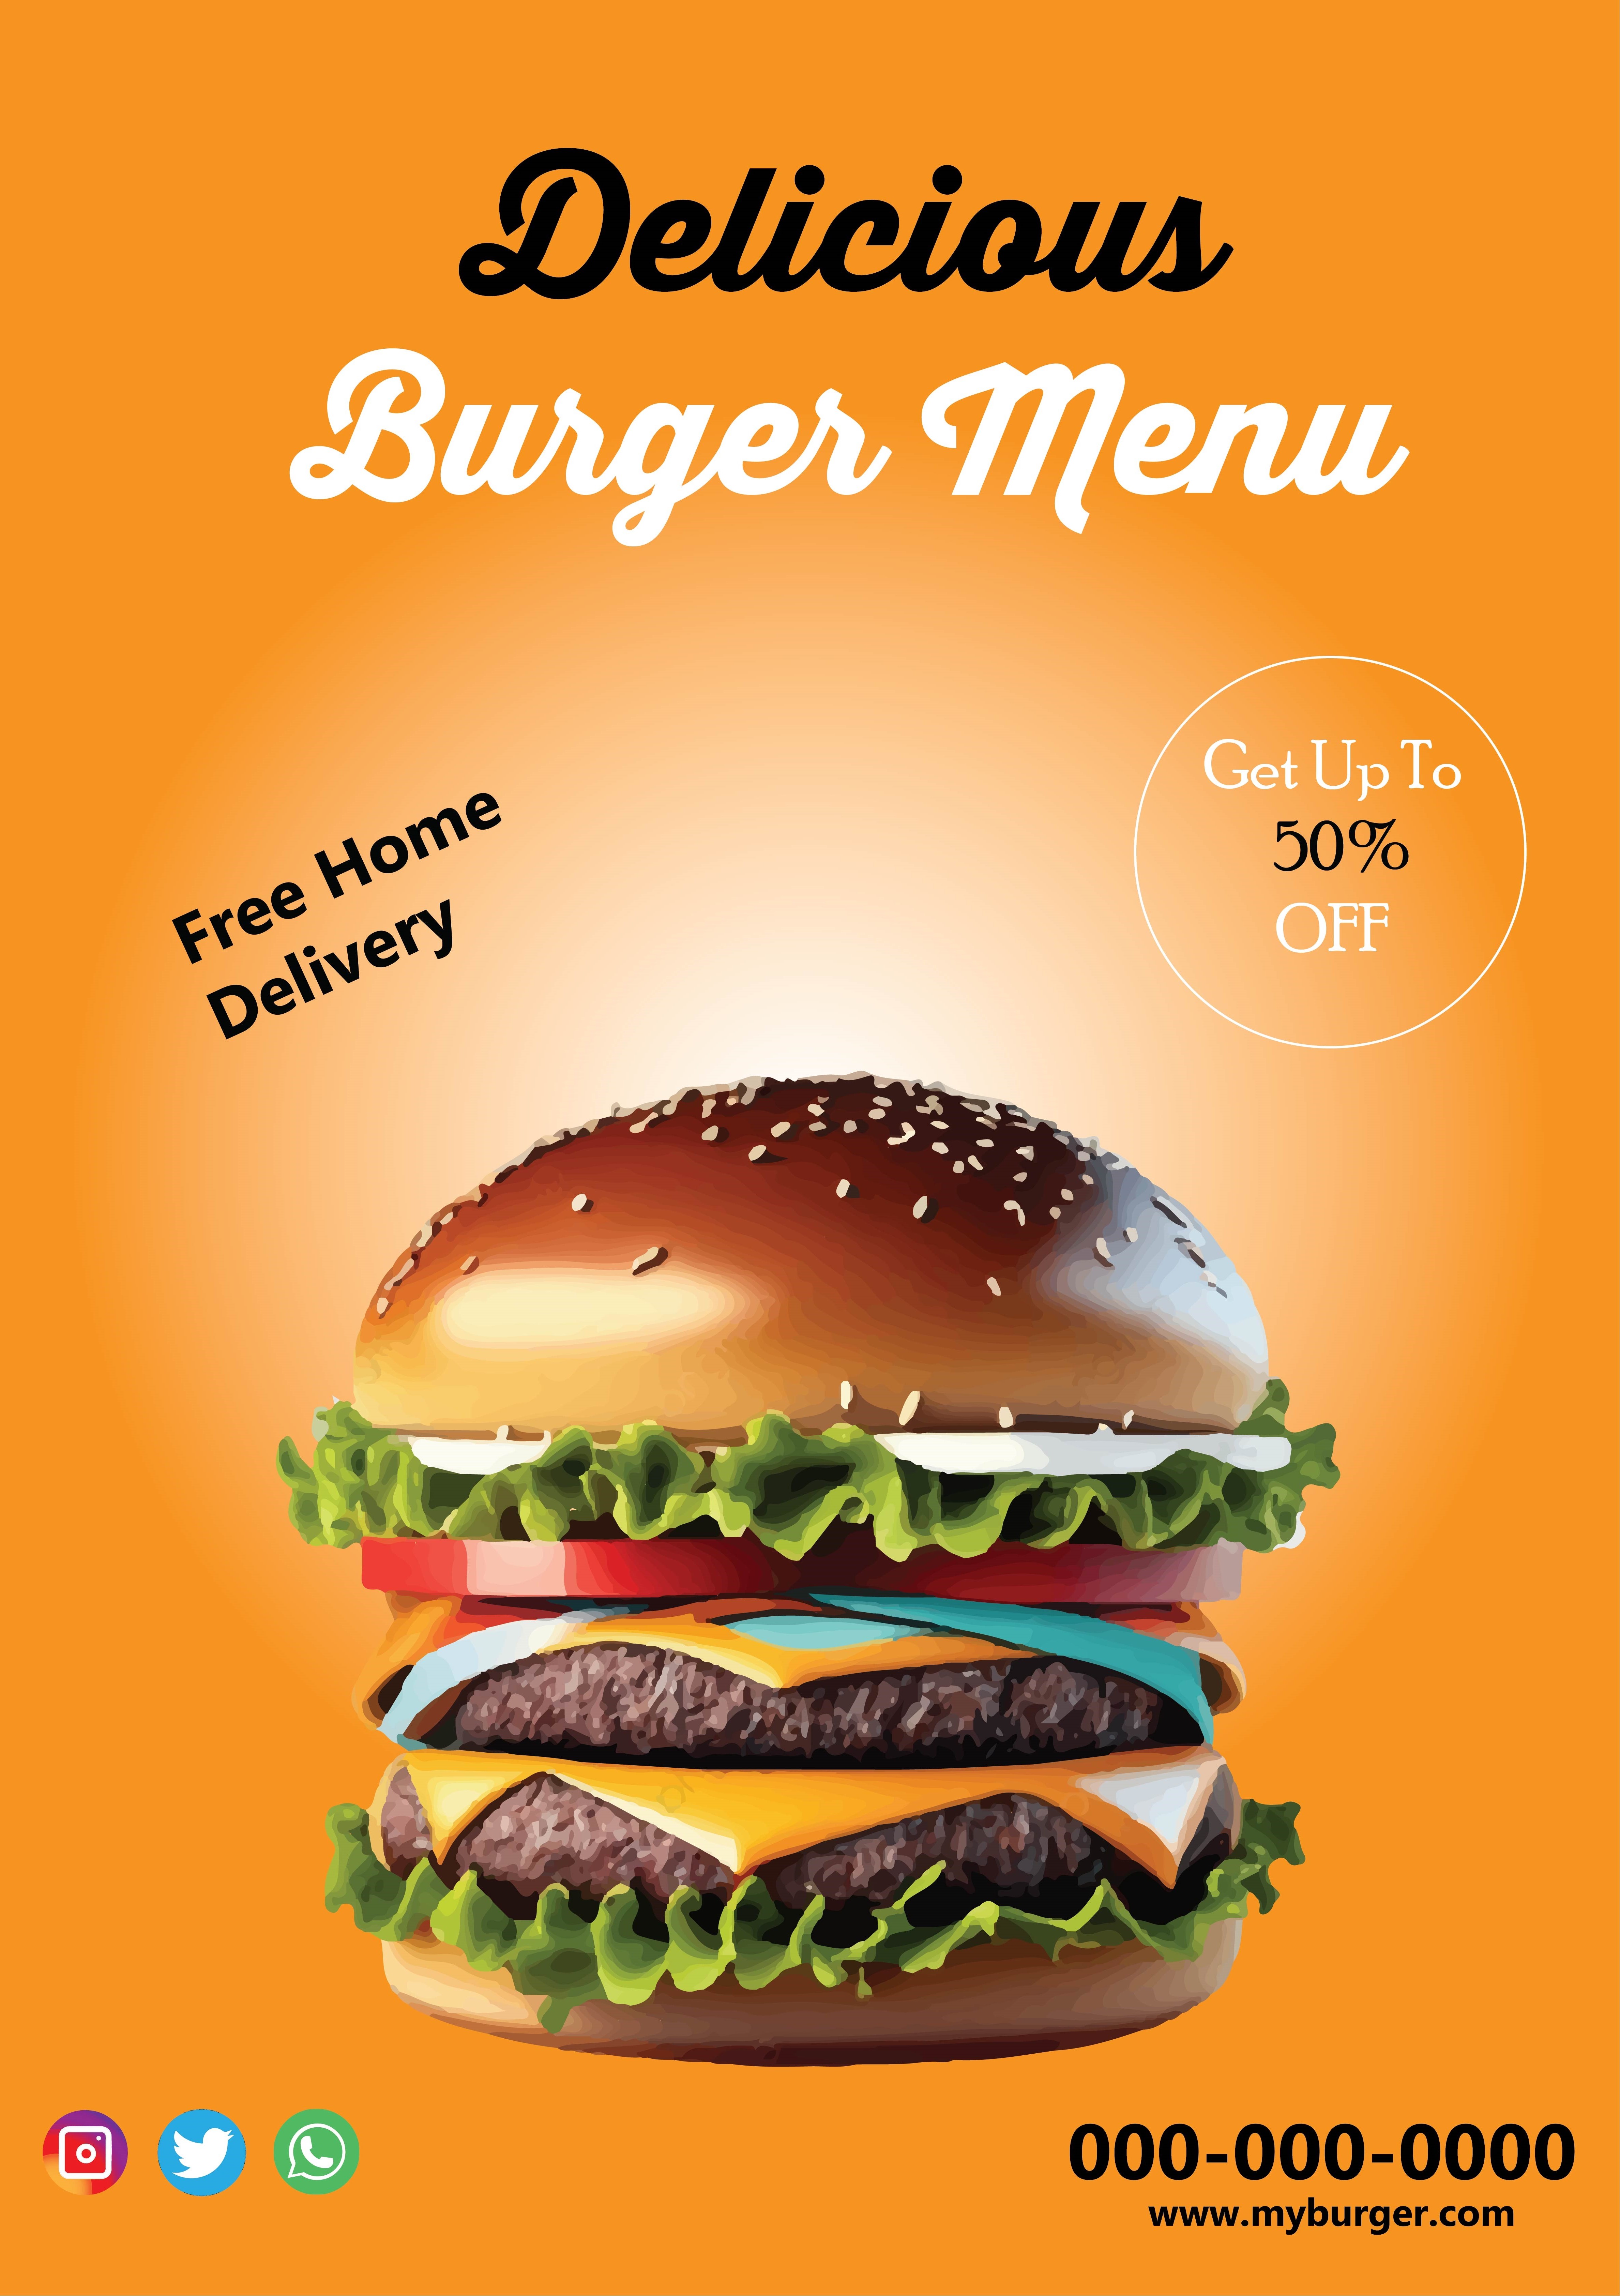 Delicious
Burger Menu
Get Up To
50%
OFF
Free Home
Delivery
000-000-0000
www.myburger.com